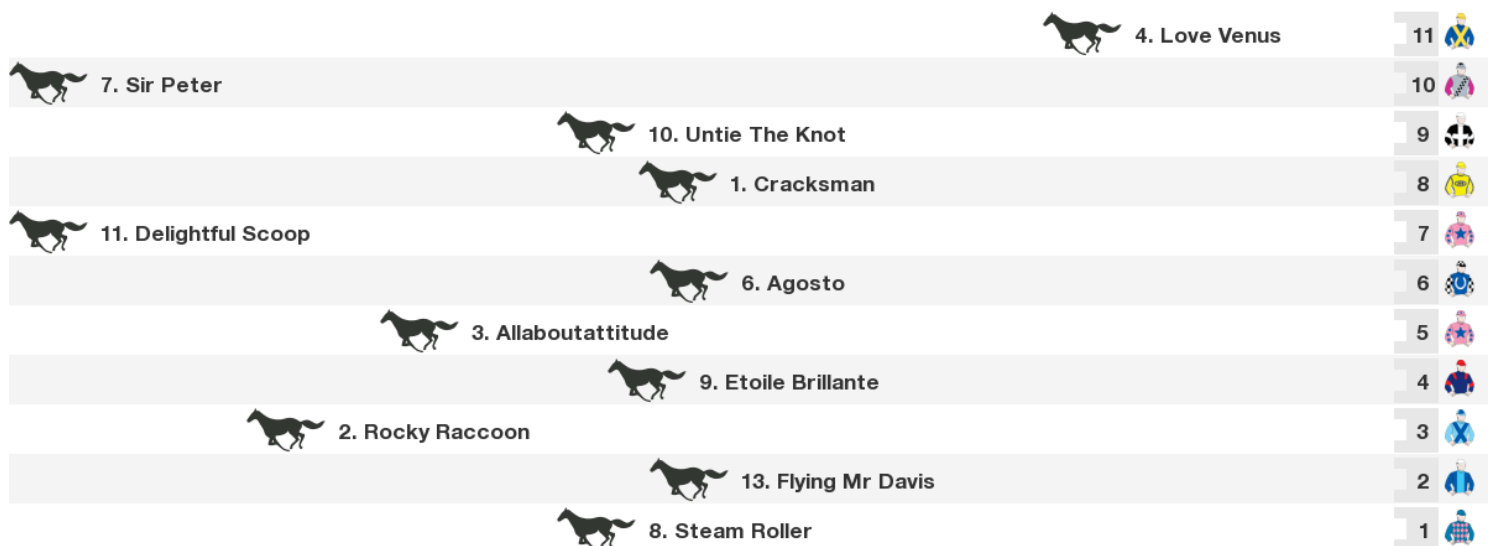 4. Love Venus 11
7. Sir Peter 10
10. Untie The Knot 9
1. Cracksman 8
11. Delightful Scoop 7
6. Agosto 6
3. Allaboutattitude 5
9. Etoile Brillante 4
2. Rocky Raccoon 3
13. Flying Mr Davis 2
8. Steam Roller 1